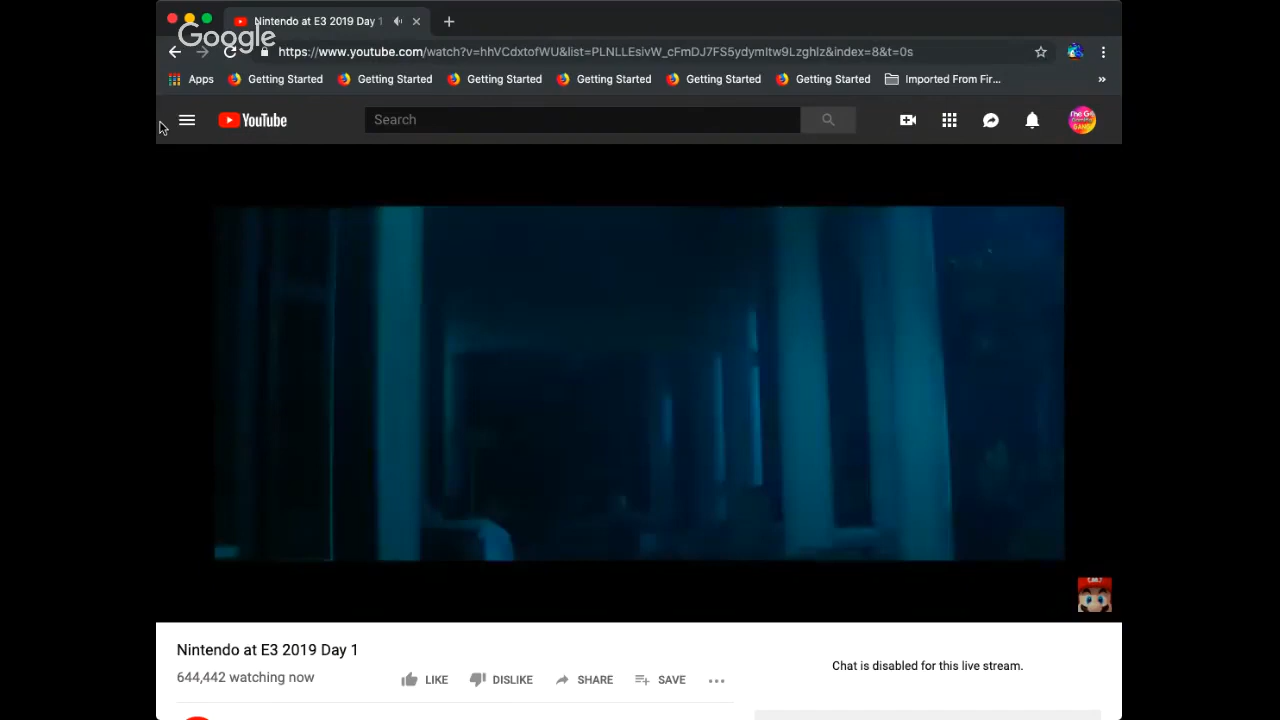 Nintendo at E3 2019 Day 1
Google
https://www.youtube.com/watch?v=hhVCdxtofWU&list=PLNLLEsivW_cFmDJ7FS5ydymItw9Lzghlz&index=8&t=0s
Apps Getting Started Getting Started Getting Started Getting Started Getting Started Getting Started Imported From Fir... »
YouTube Search
Nintendo at E3 2019 Day 1
644,442 watching now
LIKE DISLIKE SHARE SAVE
Chat is disabled for this live stream.